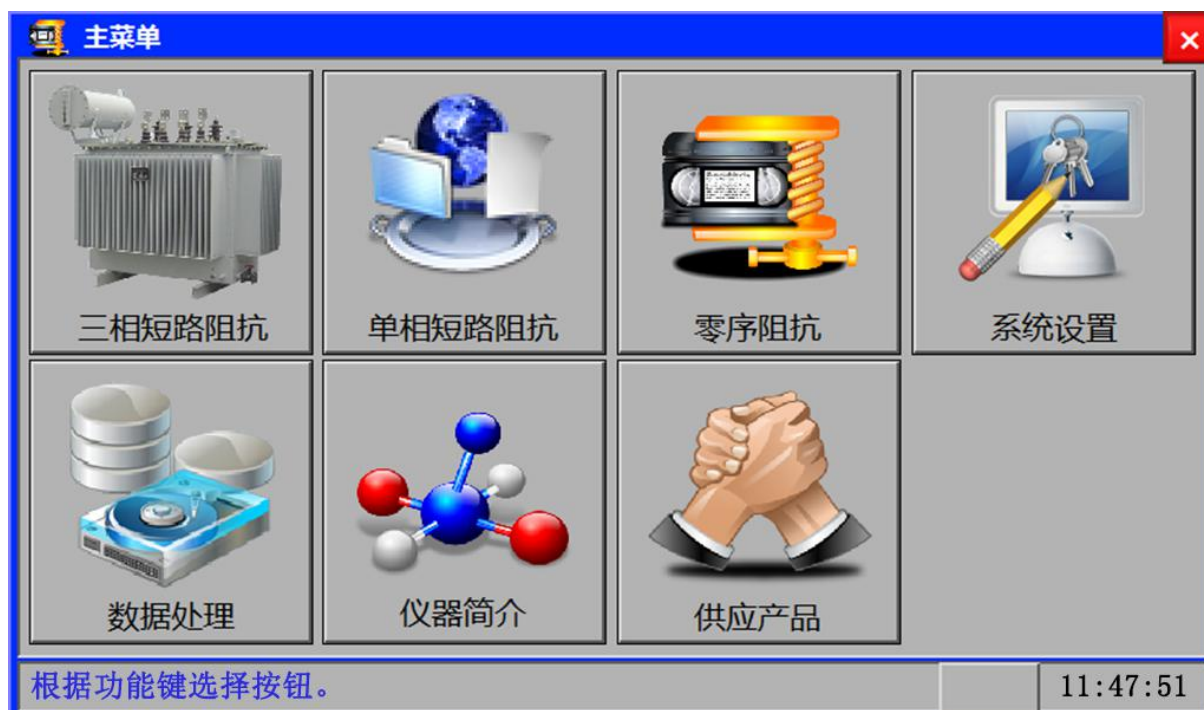 主菜单
三相短路阻抗
单相短路阻抗
零序阻抗
系统设置
数据处理
仪器简介
供应产品
根据功能键选择按钮。
11:47:51